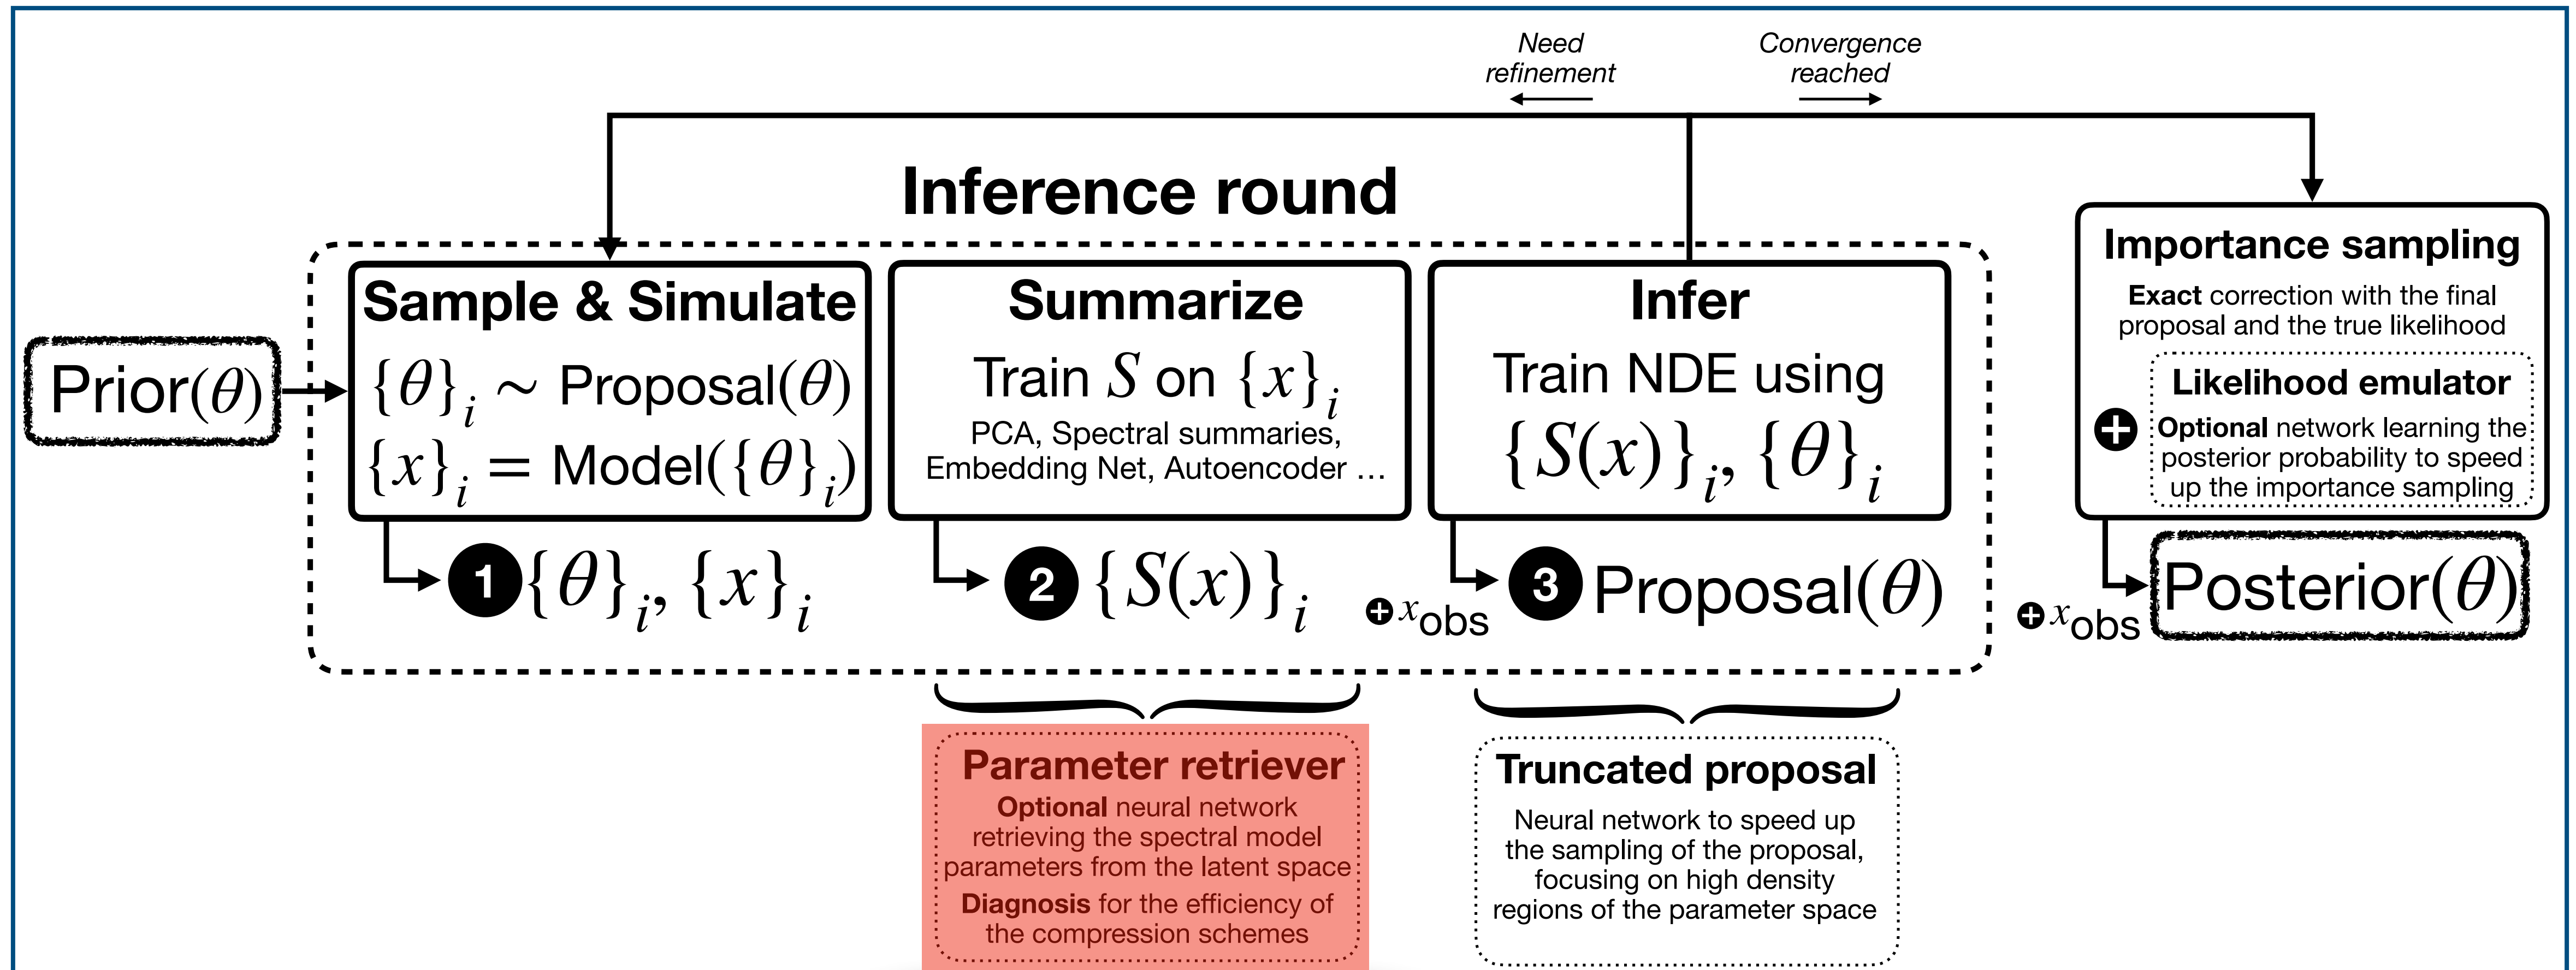 Need
refinement
Convergence
reached
Inference round
Prior(θ)
Sample & Simulate
{θ}ᵢ ∼ Proposal(θ)
{x}ᵢ = Model({θ}ᵢ)
1 {θ}ᵢ, {x}ᵢ
Summarize
Train S on {x}ᵢ
PCA, Spectral summaries,
Embedding Net, Autoencoder ...
2 {S(x)}ᵢ
Infer
Train NDE using
{S(x)}ᵢ, {θ}ᵢ
+ x_obs
3 Proposal(θ)
Importance sampling
Exact correction with the final
proposal and the true likelihood
+
Likelihood emulator
Optional network learning the
posterior probability to speed
up the importance sampling
+ x_obs
Posterior(θ)
Parameter retriever
Optional neural network
retrieving the spectral model
parameters from the latent space
Diagnosis for the efficiency of
the compression schemes
Truncated proposal
Neural network to speed up
the sampling of the proposal,
focusing on high density
regions of the parameter space